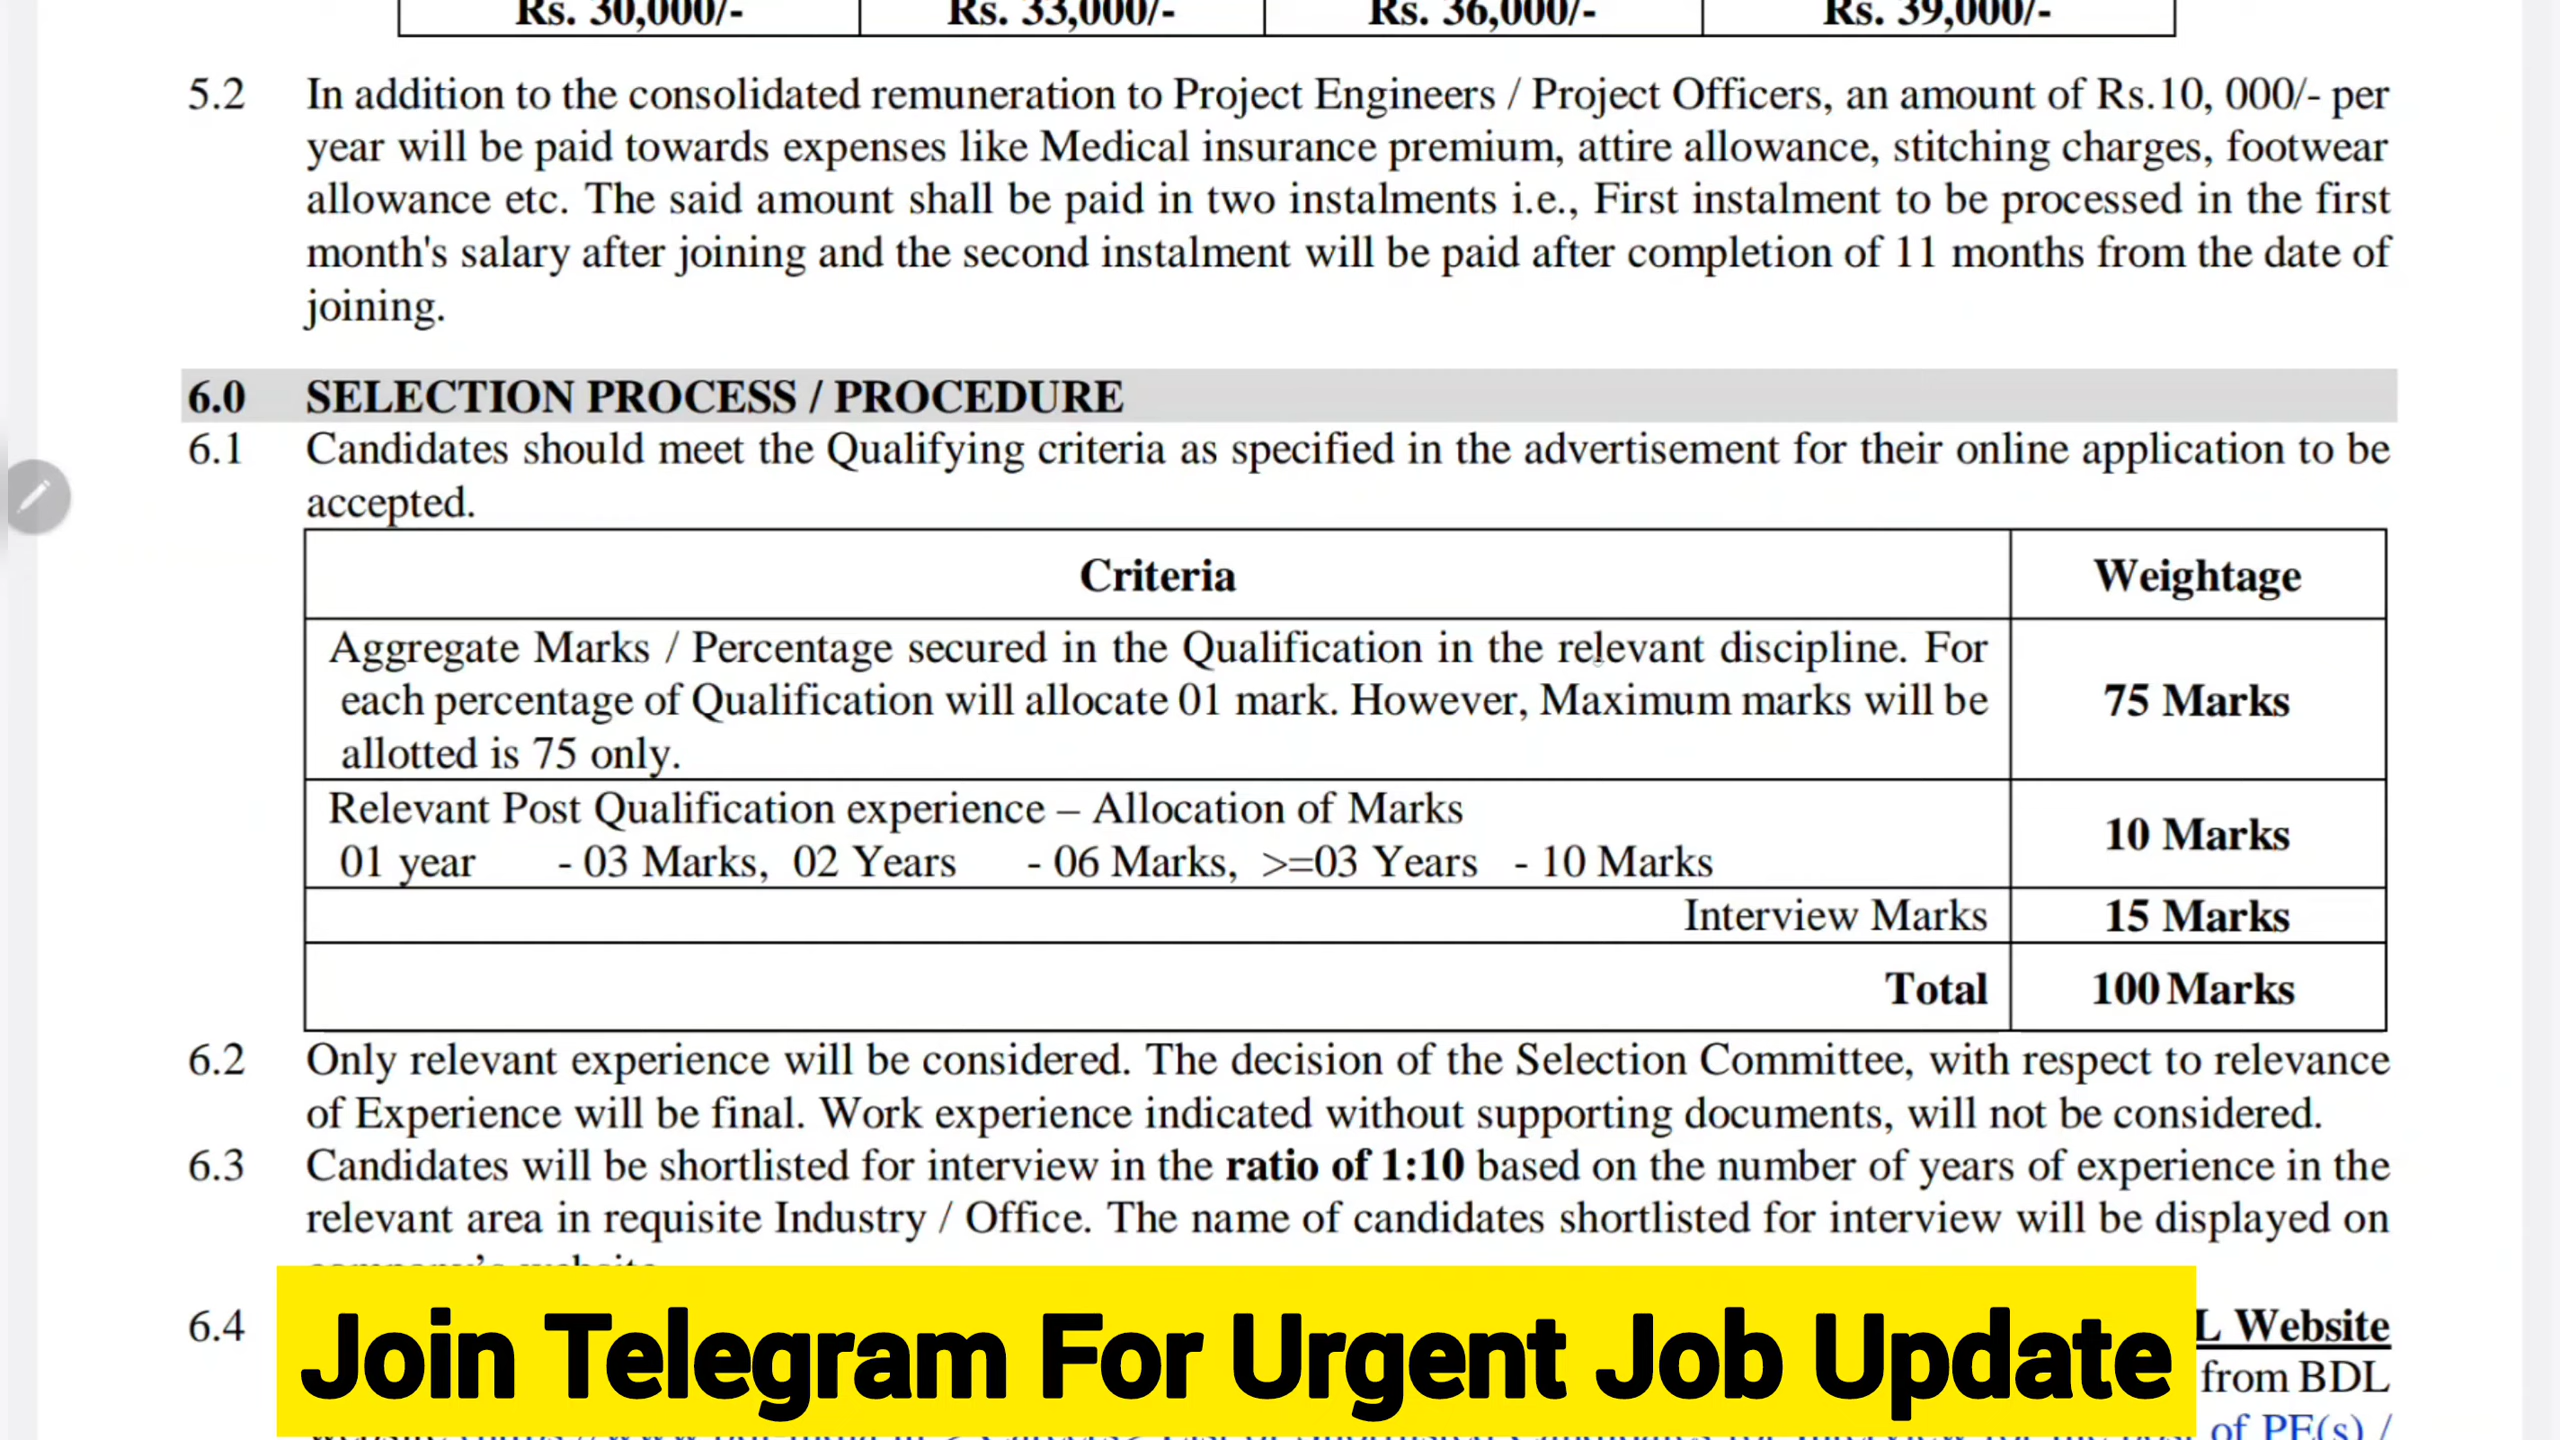 Rs. 30,000/- Rs. 33,000/- Rs. 36,000/- Rs. 39,000/-
5.2 In addition to the consolidated remuneration to Project Engineers / Project Officers, an amount of Rs.10, 000/- per
year will be paid towards expenses like Medical insurance premium, attire allowance, stitching charges, footwear
allowance etc. The said amount shall be paid in two instalments i.e., First instalment to be processed in the first
month's salary after joining and the second instalment will be paid after completion of 11 months from the date of
joining.
6.0 SELECTION PROCESS / PROCEDURE
6.1 Candidates should meet the Qualifying criteria as specified in the advertisement for their online application to be
accepted.
Criteria Weightage
Aggregate Marks / Percentage secured in the Qualification in the relevant discipline. For
each percentage of Qualification will allocate 01 mark. However, Maximum marks will be
allotted is 75 only.
75 Marks
Relevant Post Qualification experience – Allocation of Marks
01 year - 03 Marks, 02 Years - 06 Marks, >=03 Years - 10 Marks
10 Marks
Interview Marks 15 Marks
Total 100 Marks
6.2 Only relevant experience will be considered. The decision of the Selection Committee, with respect to relevance
of Experience will be final. Work experience indicated without supporting documents, will not be considered.
6.3 Candidates will be shortlisted for interview in the ratio of 1:10 based on the number of years of experience in the
relevant area in requisite Industry / Office. The name of candidates shortlisted for interview will be displayed on
6.4 L Website
from BDL
of PE(s) /
Join Telegram For Urgent Job Update